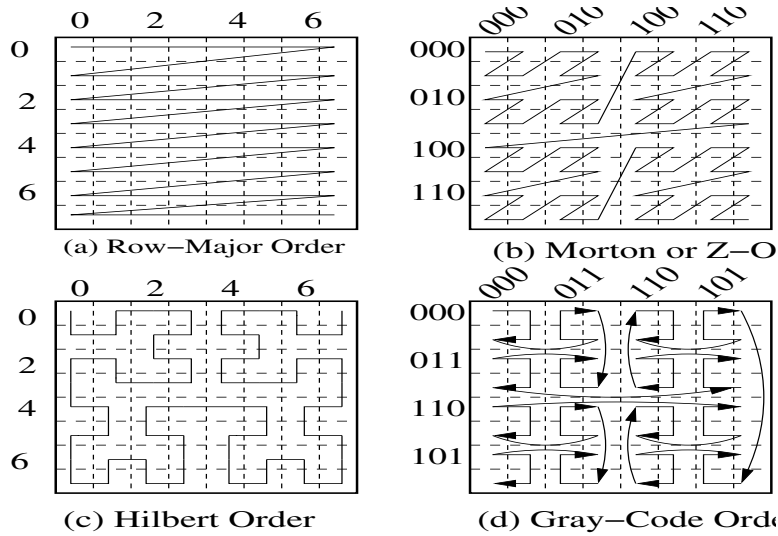 0 2 4 6
0
2
4
6
(a) Row–Major Order
000 010 100 110
000
010
100
110
(b) Morton or Z–O
0 2 4 6
0
2
4
6
(c) Hilbert Order
000 011 110 101
000
011
110
101
(d) Gray–Code Orde